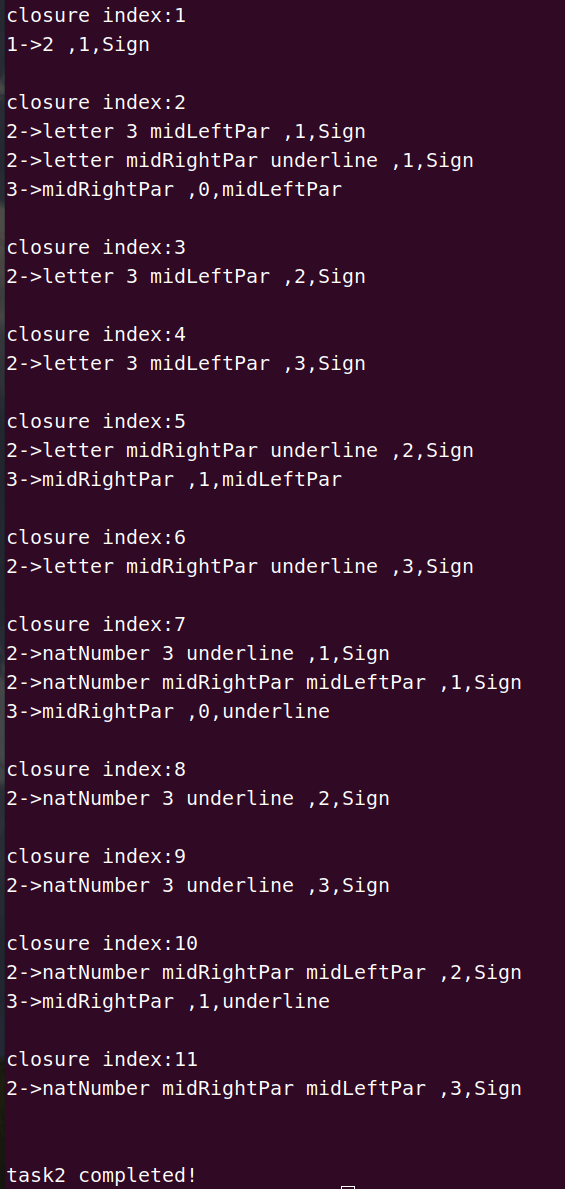 closure index:1
1->2 ,1,Sign
closure index:2
2->letter 3 midLeftPar ,1,Sign
2->letter midRightPar underline ,1,Sign
3->midRightPar ,0,midLeftPar
closure index:3
2->letter 3 midLeftPar ,2,Sign
closure index:4
2->letter 3 midLeftPar ,3,Sign
closure index:5
2->letter midRightPar underline ,2,Sign
3->midRightPar ,1,midLeftPar
closure index:6
2->letter midRightPar underline ,3,Sign
closure index:7
2->natNumber 3 underline ,1,Sign
2->natNumber midRightPar midLeftPar ,1,Sign
3->midRightPar ,0,underline
closure index:8
2->natNumber 3 underline ,2,Sign
closure index:9
2->natNumber 3 underline ,3,Sign
closure index:10
2->natNumber midRightPar midLeftPar ,2,Sign
3->midRightPar ,1,underline
closure index:11
2->natNumber midRightPar midLeftPar ,3,Sign
task2 completed!